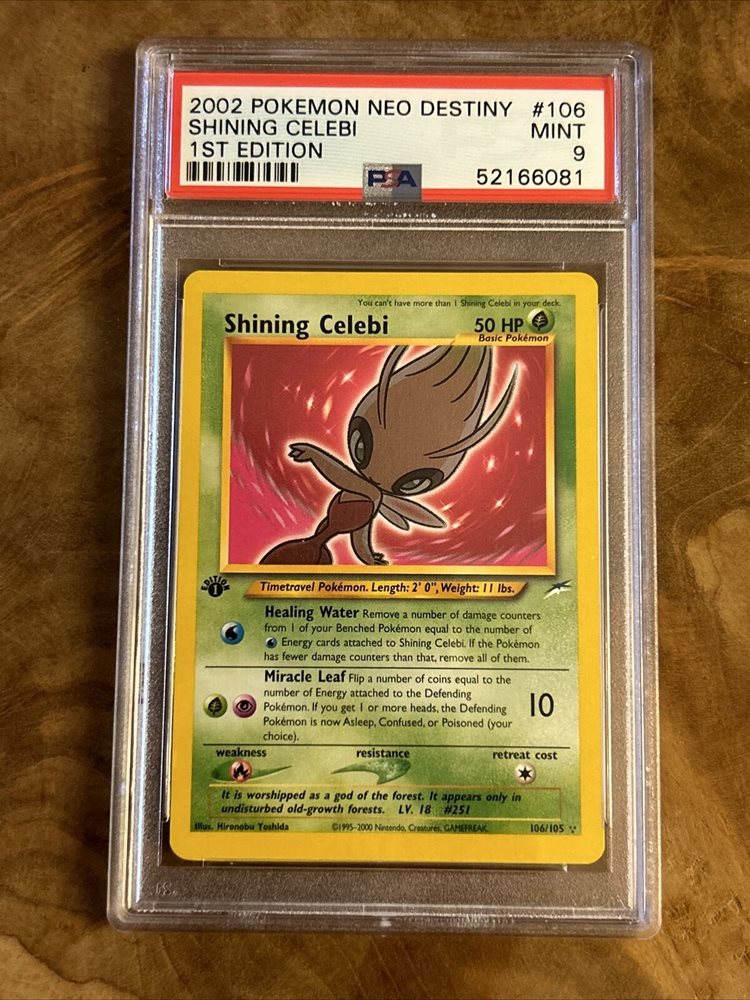 2002 POKEMON NEO DESTINY #106
SHINING CELEBI MINT
1ST EDITION 9
PSA 52166081
You can't have more than 1 Shining Celebi in your deck.
Shining Celebi 50 HP
Basic Pokémon
EDITION
1
Timetravel Pokémon. Length: 2' 0", Weight: 11 lbs.
Healing Water Remove a number of damage counters
from 1 of your Benched Pokémon equal to the number of
Energy cards attached to Shining Celebi. If the Pokémon
has fewer damage counters than that, remove all of them.
Miracle Leaf Flip a number of coins equal to the
number of Energy attached to the Defending
Pokémon. If you get 1 or more heads, the Defending
Pokémon is now Asleep, Confused, or Poisoned (your
choice).
10
weakness resistance retreat cost
It is worshipped as a god of the forest. It appears only in
undisturbed old-growth forests. LV. 18 #251
Illus. Hironobu Yoshida ©1995-2000 Nintendo, Creatures, GAMEFREAK. 106/105